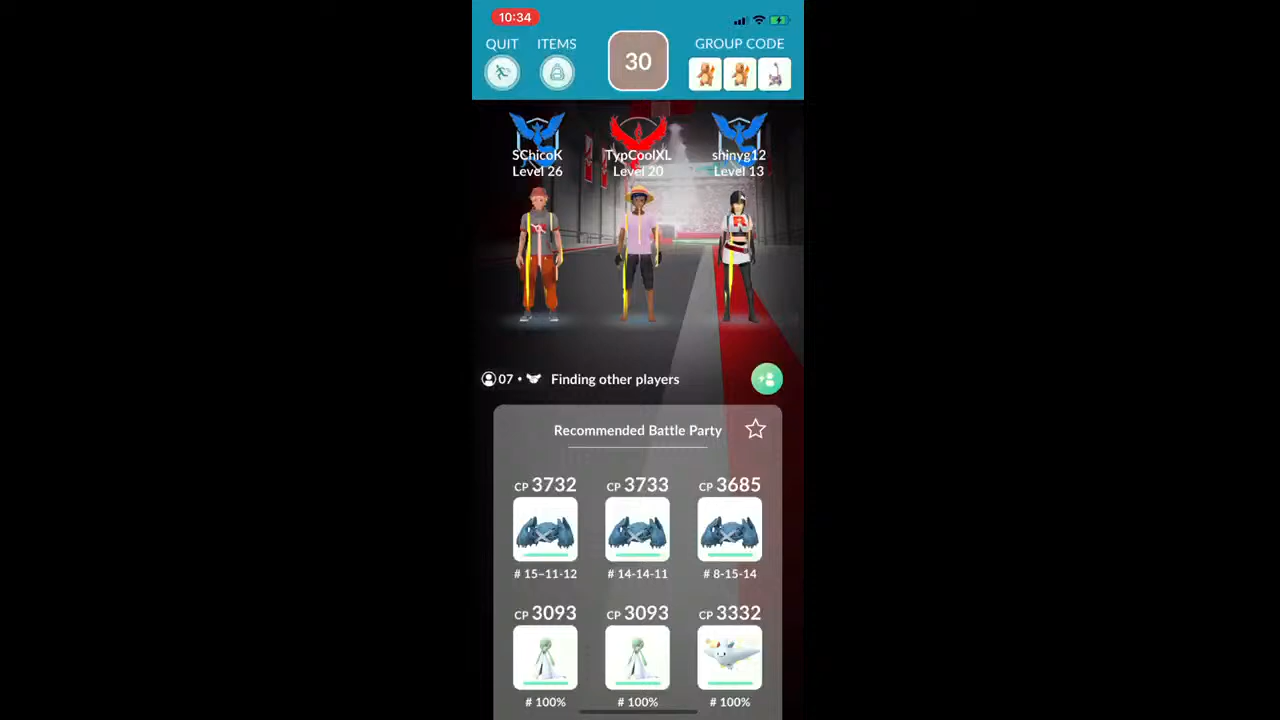 10:34
QUIT ITEMS 30 GROUP CODE
SChicoK TypCoolXL shinyg12
Level 26 Level 20 Level 13
07 • Finding other players
Recommended Battle Party
CP 3732 CP 3733 CP 3685
# 15-11-12 # 14-14-11 # 8-15-14
CP 3093 CP 3093 CP 3332
# 100% # 100% # 100%